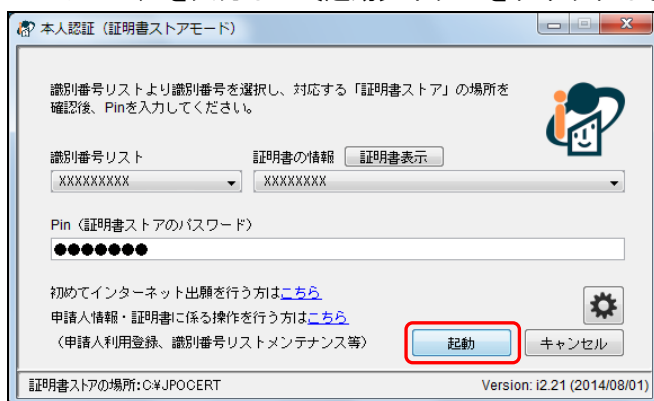 本人認証（証明書ストアモード）
識別番号リストより識別番号を選択し、対応する「証明書ストア」の場所を
確認後、Pinを入力してください。
識別番号リスト
証明書の情報 証明書表示
XXXXXXXXX
XXXXXXXX
Pin（証明書ストアのパスワード）
●●●●●●●
初めてインターネット出願を行う方はこちら
申請人情報・証明書に係る操作を行う方はこちら
（申請人利用登録、識別番号リストメンテナンス等）
起動 キャンセル
証明書ストアの場所:C:¥JPOCERT
Version: i2.21 (2014/08/01)